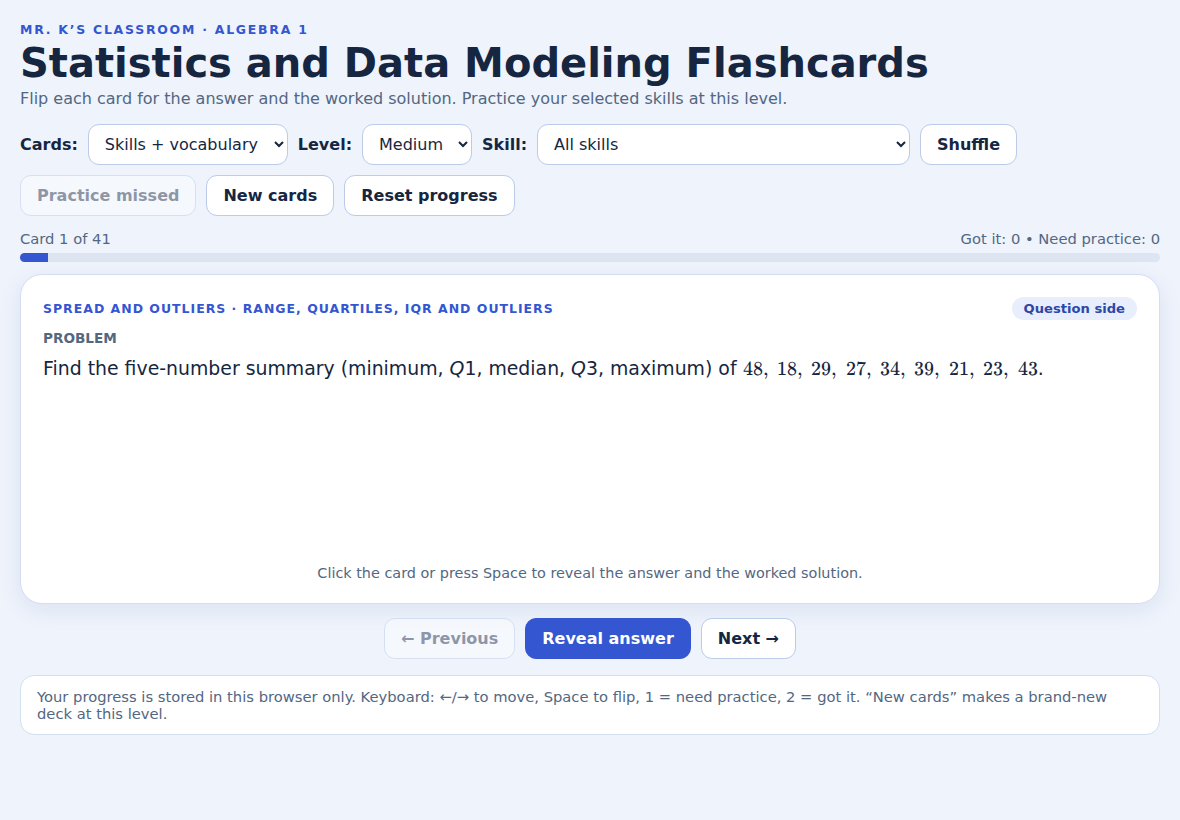 MR. K’S CLASSROOM · ALGEBRA 1
Statistics and Data Modeling Flashcards
Flip each card for the answer and the worked solution. Practice your selected skills at this level.
Cards: Skills + vocabulary Level: Medium Skill: All skills Shuffle
Practice missed New cards Reset progress
Card 1 of 41 Got it: 0 • Need practice: 0
SPREAD AND OUTLIERS · RANGE, QUARTILES, IQR AND OUTLIERS Question side
PROBLEM
Find the five-number summary (minimum, Q1, median, Q3, maximum) of 48, 18, 29, 27, 34, 39, 21, 23, 43.
Click the card or press Space to reveal the answer and the worked solution.
← Previous Reveal answer Next →
Your progress is stored in this browser only. Keyboard: ←/→ to move, Space to flip, 1 = need practice, 2 = got it. “New cards” makes a brand-new
deck at this level.